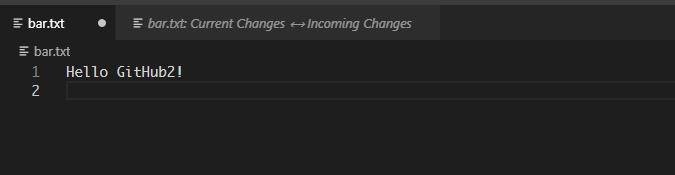 bar.txt bar.txt: Current Changes ↔ Incoming Changes
bar.txt
1 Hello GitHub2!
2